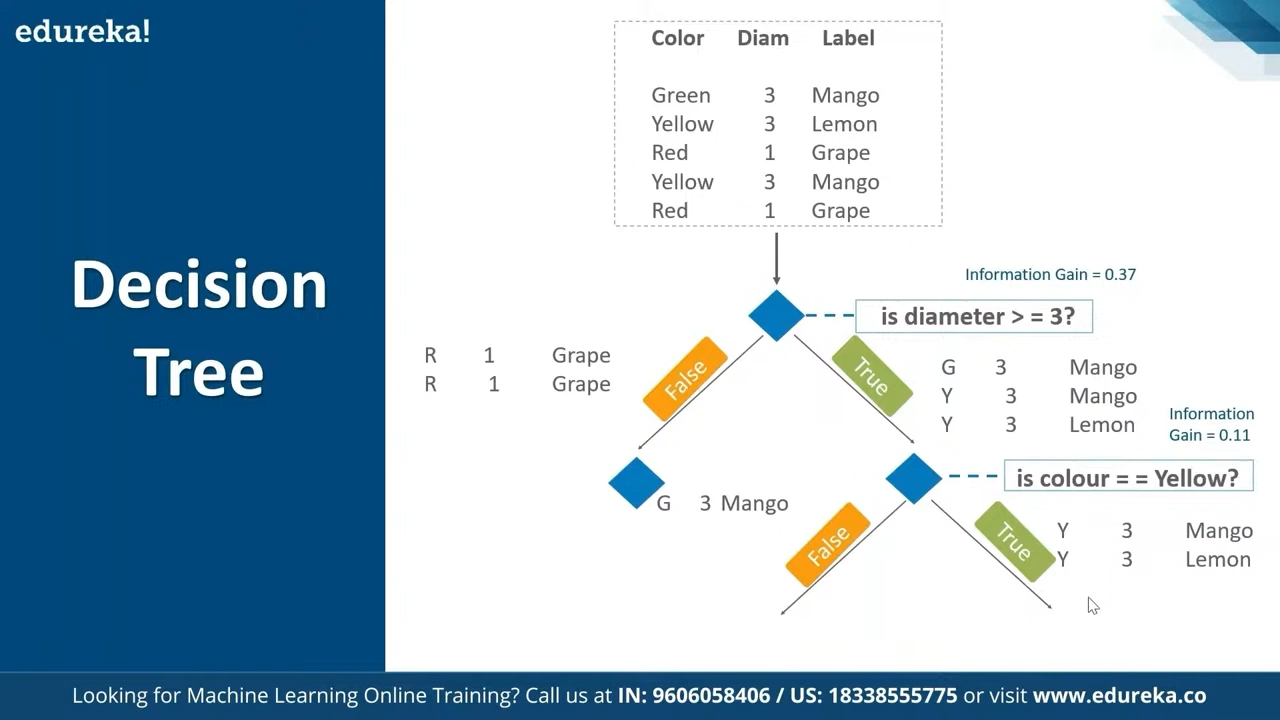 edureka!
Decision
Tree
Color Diam Label
Green 3 Mango
Yellow 3 Lemon
Red 1 Grape
Yellow 3 Mango
Red 1 Grape
Information Gain = 0.37
is diameter > = 3?
False
True
R 1 Grape
R 1 Grape
G 3 Mango
Y 3 Mango
Y 3 Lemon
Information
Gain = 0.11
is colour = = Yellow?
G 3 Mango
False
True
Y 3 Mango
Y 3 Lemon
Looking for Machine Learning Online Training? Call us at IN: 9606058406 / US: 18338555775 or visit www.edureka.co